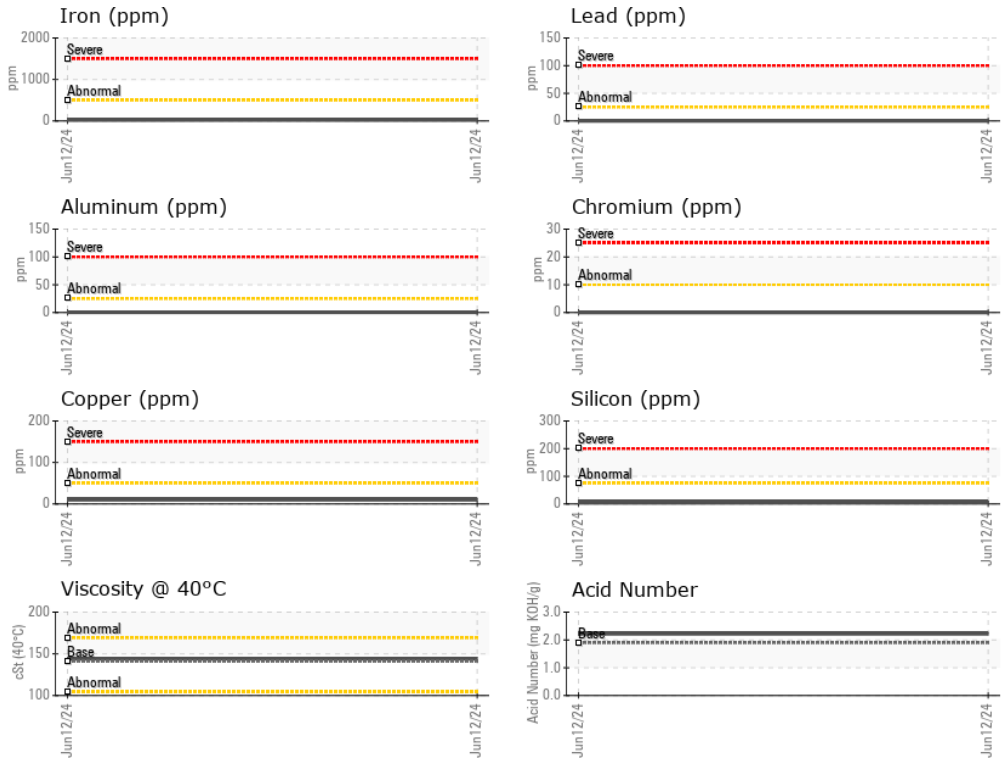 Iron (ppm)
2000
1000
0
ppm
Severe
Abnormal
Jun12/24
Jun12/24
Lead (ppm)
150
100
50
0
ppm
Severe
Abnormal
Jun12/24
Jun12/24
Aluminum (ppm)
150
100
50
0
ppm
Severe
Abnormal
Jun12/24
Jun12/24
Chromium (ppm)
30
20
10
0
ppm
Severe
Abnormal
Jun12/24
Jun12/24
Copper (ppm)
200
100
0
ppm
Severe
Abnormal
Jun12/24
Jun12/24
Silicon (ppm)
300
200
100
0
ppm
Severe
Abnormal
Jun12/24
Jun12/24
Viscosity @ 40°C
200
150
100
cSt (40°C)
Abnormal
Base
Abnormal
Jun12/24
Jun12/24
Acid Number
3.0
2.0
1.0
0.0
Acid Number (mg KOH/g)
Base
Jun12/24
Jun12/24